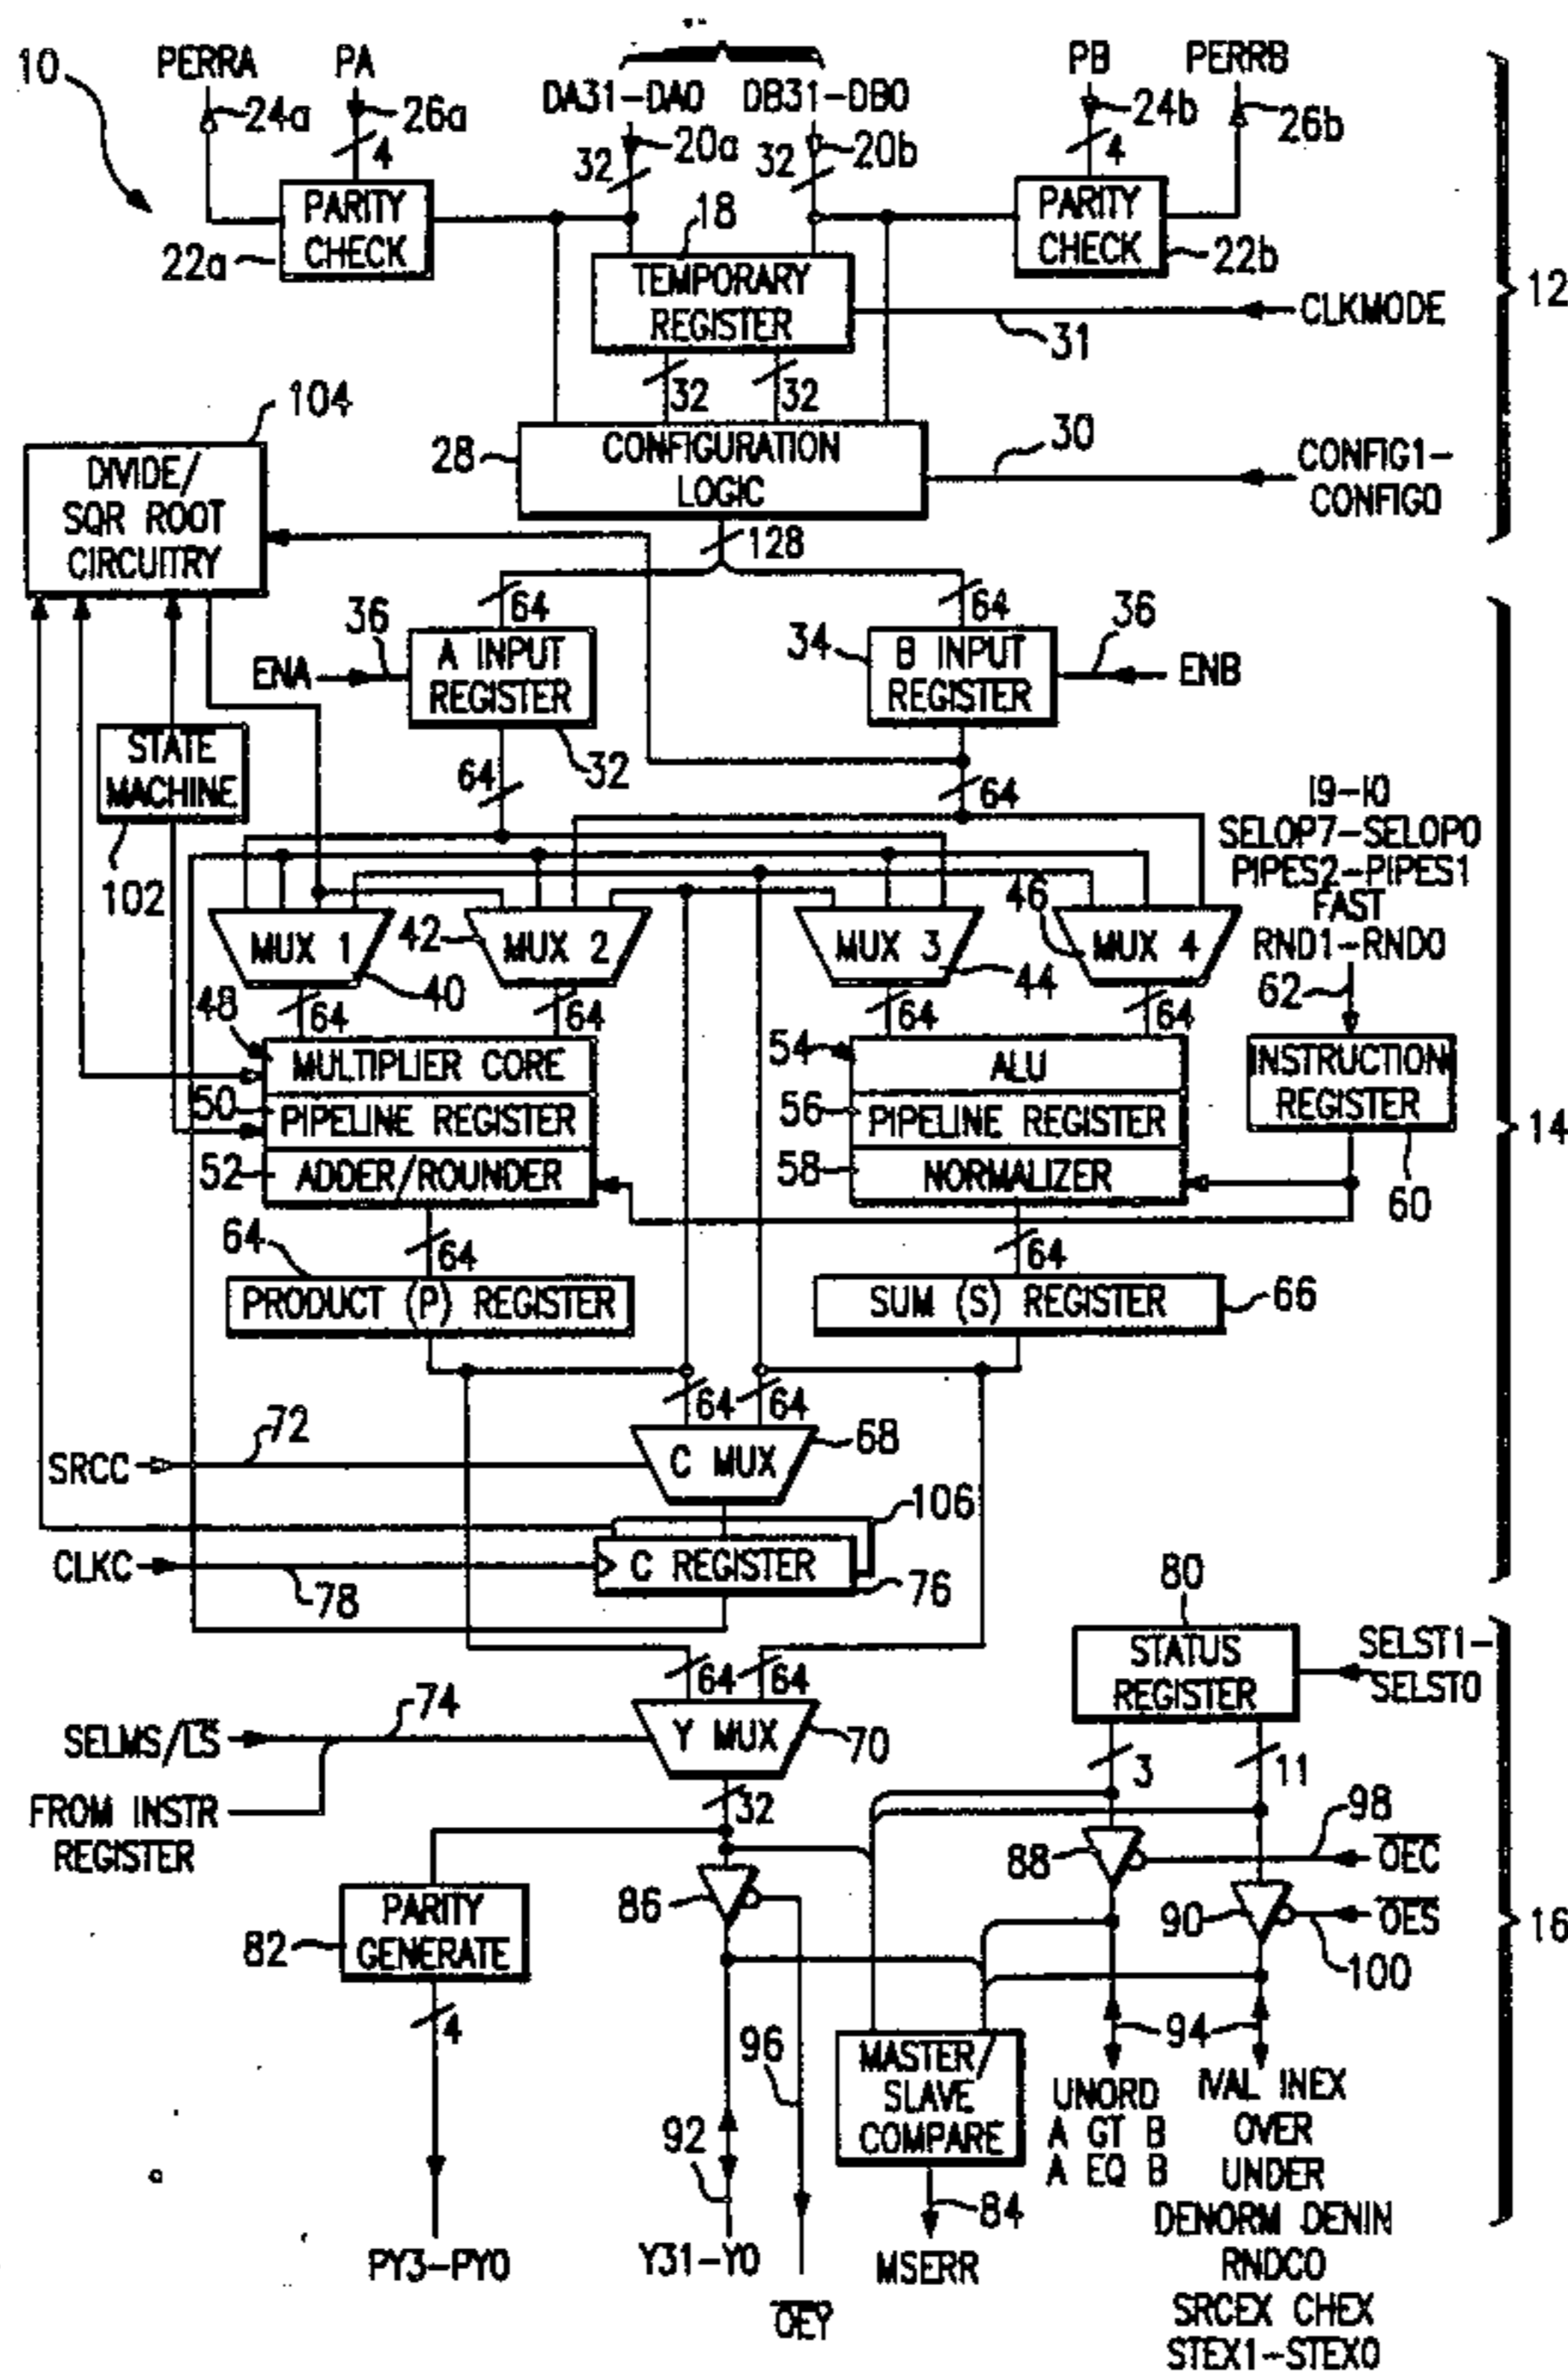 10
PERRA
PA
DA31-DA0
DB31-DB0
PB
PERRB
24a
26a
4
32
20a
32
20b
24b
4
26b
PARITY
CHECK
22a
18
TEMPORARY
REGISTER
PARITY
CHECK
22b
12
CLKMODE
31
32
32
104
DIVIDE/
SQR ROOT
CIRCUITRY
28
CONFIGURATION
LOGIC
30
CONFIG1-
CONFIG0
128
64
64
36
ENA
A INPUT
REGISTER
32
34
B INPUT
REGISTER
36
ENB
STATE
MACHINE
102
64
64
I9-I0
SELOP7-SELOP0
PIPES2-PIPES1
FAST
RND1-RND0
MUX 1
40
42
MUX 2
MUX 3
44
46
MUX 4
62
48
64
64
64
64
MULTIPLIER CORE
50
PIPELINE REGISTER
52
ADDER/ROUNDER
54
ALU
56
PIPELINE REGISTER
58
NORMALIZER
INSTRUCTION
REGISTER
60
14
64
64
64
PRODUCT (P) REGISTER
SUM (S) REGISTER
66
64
64
SRCC
72
C MUX
68
106
CLKC
78
C REGISTER
76
64
64
80
STATUS
REGISTER
SELST1-
SELST0
SELMS/L̅S̅
74
Y MUX
70
FROM INSTR
REGISTER
32
3
11
88
98
O̅E̅C̅
PARITY
GENERATE
82
86
90
O̅E̅S̅
100
16
4
96
92
MASTER/
SLAVE
COMPARE
84
94
UNORD
A GT B
A EQ B
IVAL INEX
OVER
UNDER
DENORM DENIN
RNDCO
SRCEX CHEX
STEX1-STEX0
PY3-PY0
Y31-Y0
O̅E̅Y̅
MSERR